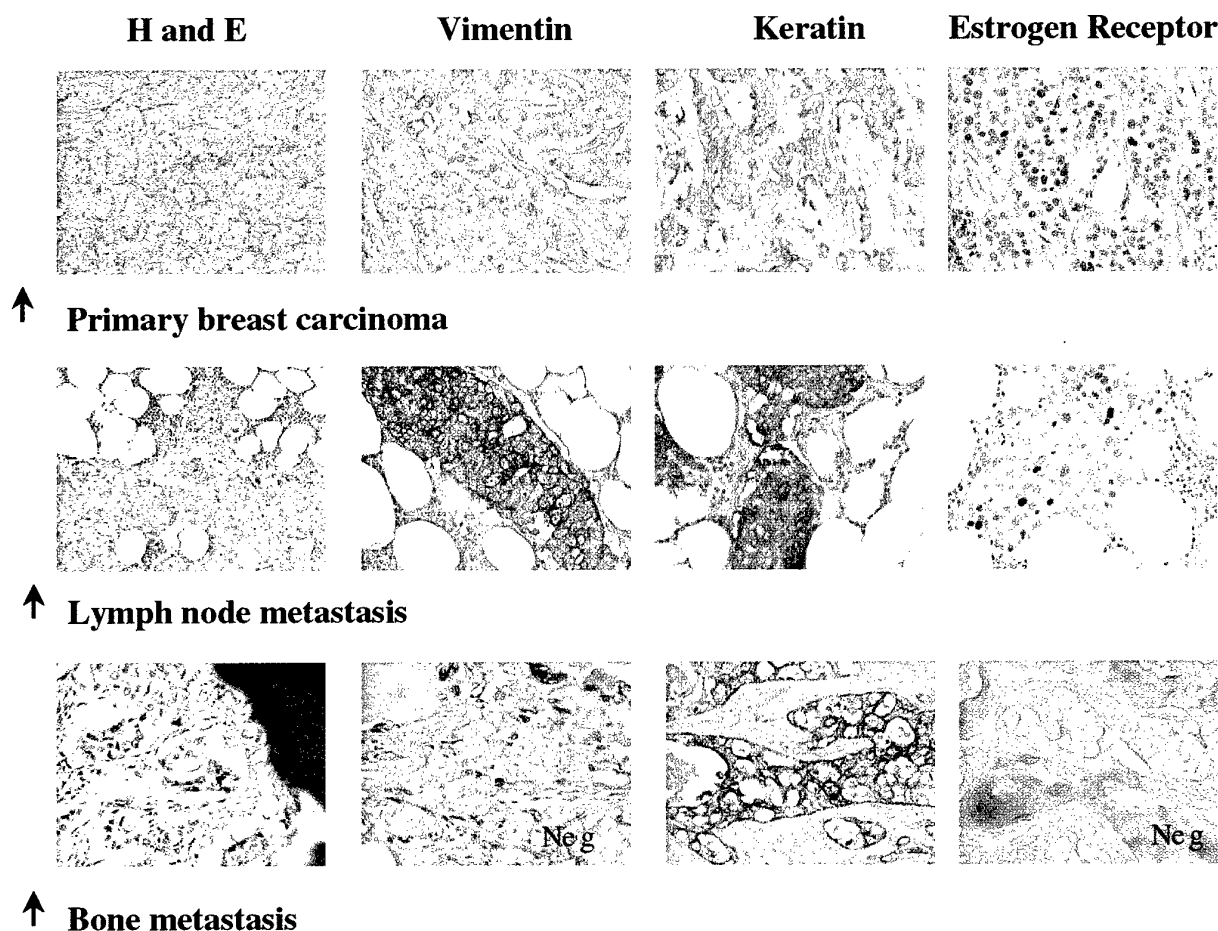 H and E Vimentin Keratin Estrogen Receptor
Primary breast carcinoma
Lymph node metastasis
Neg Neg
Bone metastasis